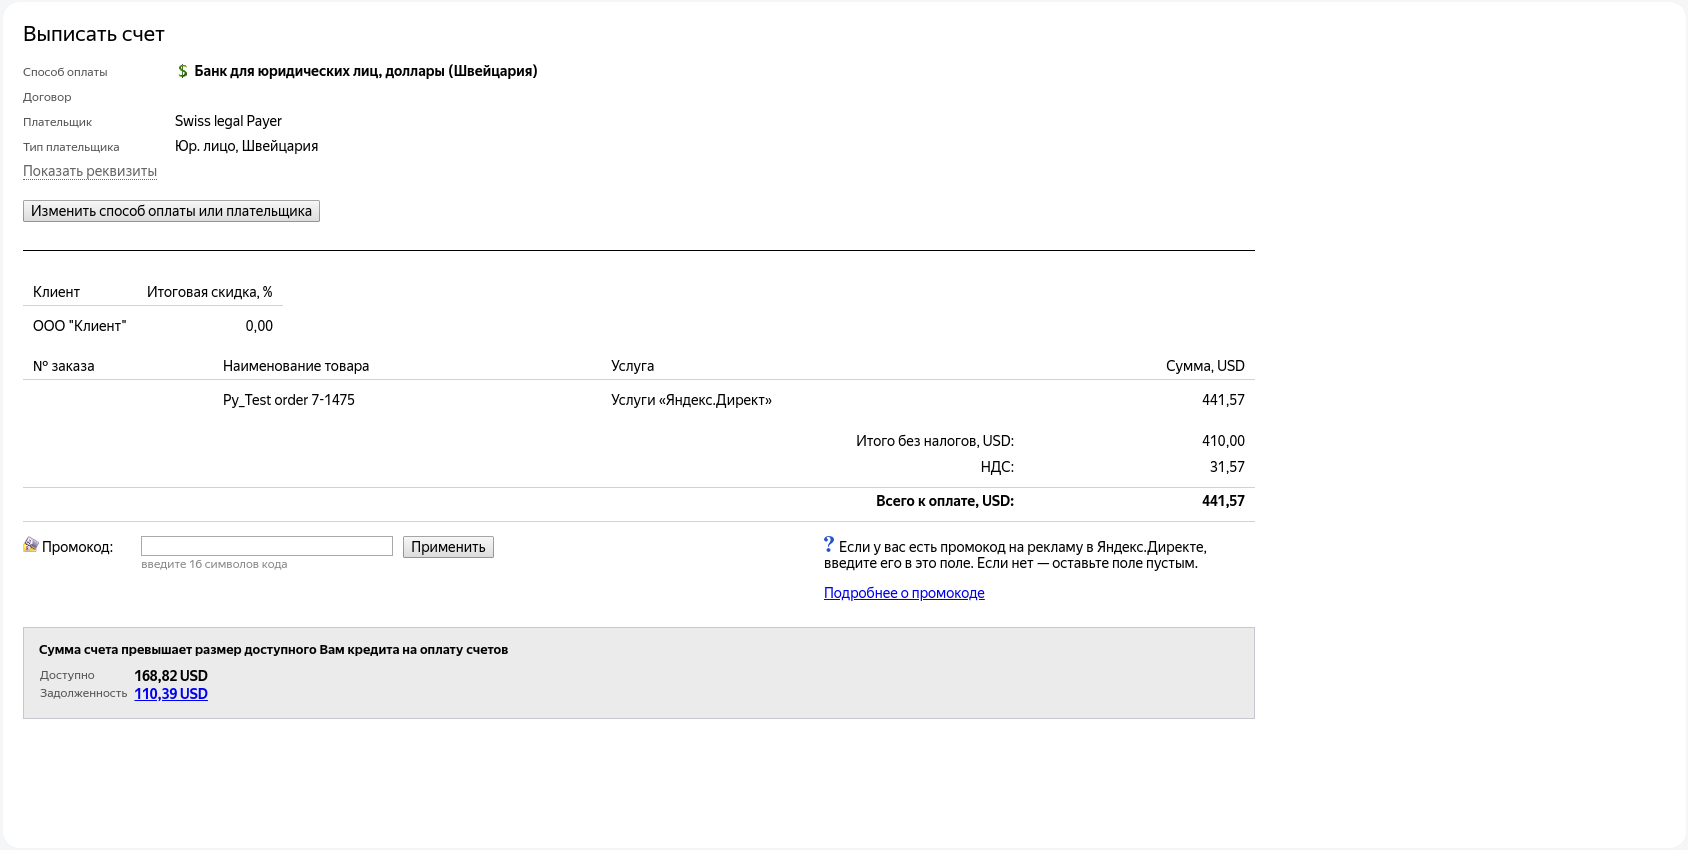 Выписать счет
Способ оплаты $ Банк для юридических лиц, доллары (Швейцария)
Договор
Плательщик Swiss legal Payer
Тип плательщика Юр. лицо, Швейцария
Показать реквизиты
Изменить способ оплаты или плательщика
Клиент Итоговая скидка, %
ООО "Клиент" 0,00
№ заказа Наименование товара Услуга Сумма, USD
Py_Test order 7-1475 Услуги «Яндекс.Директ» 441,57
Итого без налогов, USD: 410,00
НДС: 31,57
Всего к оплате, USD: 441,57
Промокод: Применить
введите 16 символов кода
? Если у вас есть промокод на рекламу в Яндекс.Директе,
введите его в это поле. Если нет — оставьте поле пустым.
Подробнее о промокоде
Сумма счета превышает размер доступного Вам кредита на оплату счетов
Доступно 168,82 USD
Задолженность 110,39 USD